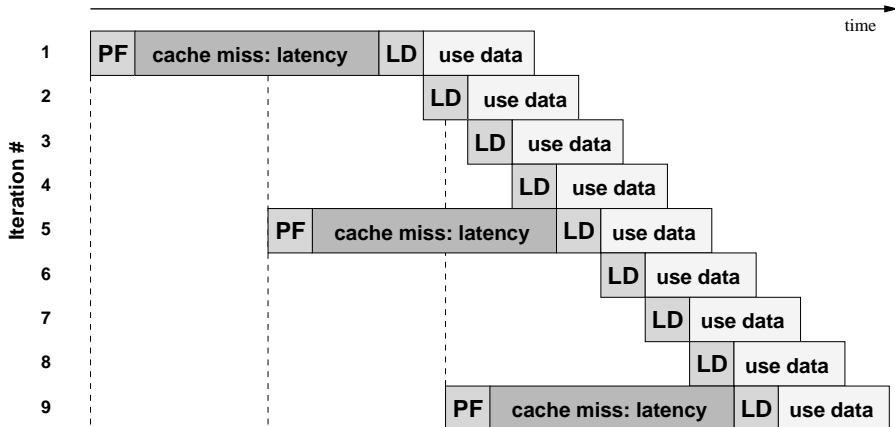 time
1 PF cache miss: latency LD use data
2 LD use data
3 LD use data
4 LD use data
Iteration #
5 PF cache miss: latency LD use data
6 LD use data
7 LD use data
8 LD use data
9 PF cache miss: latency LD use data